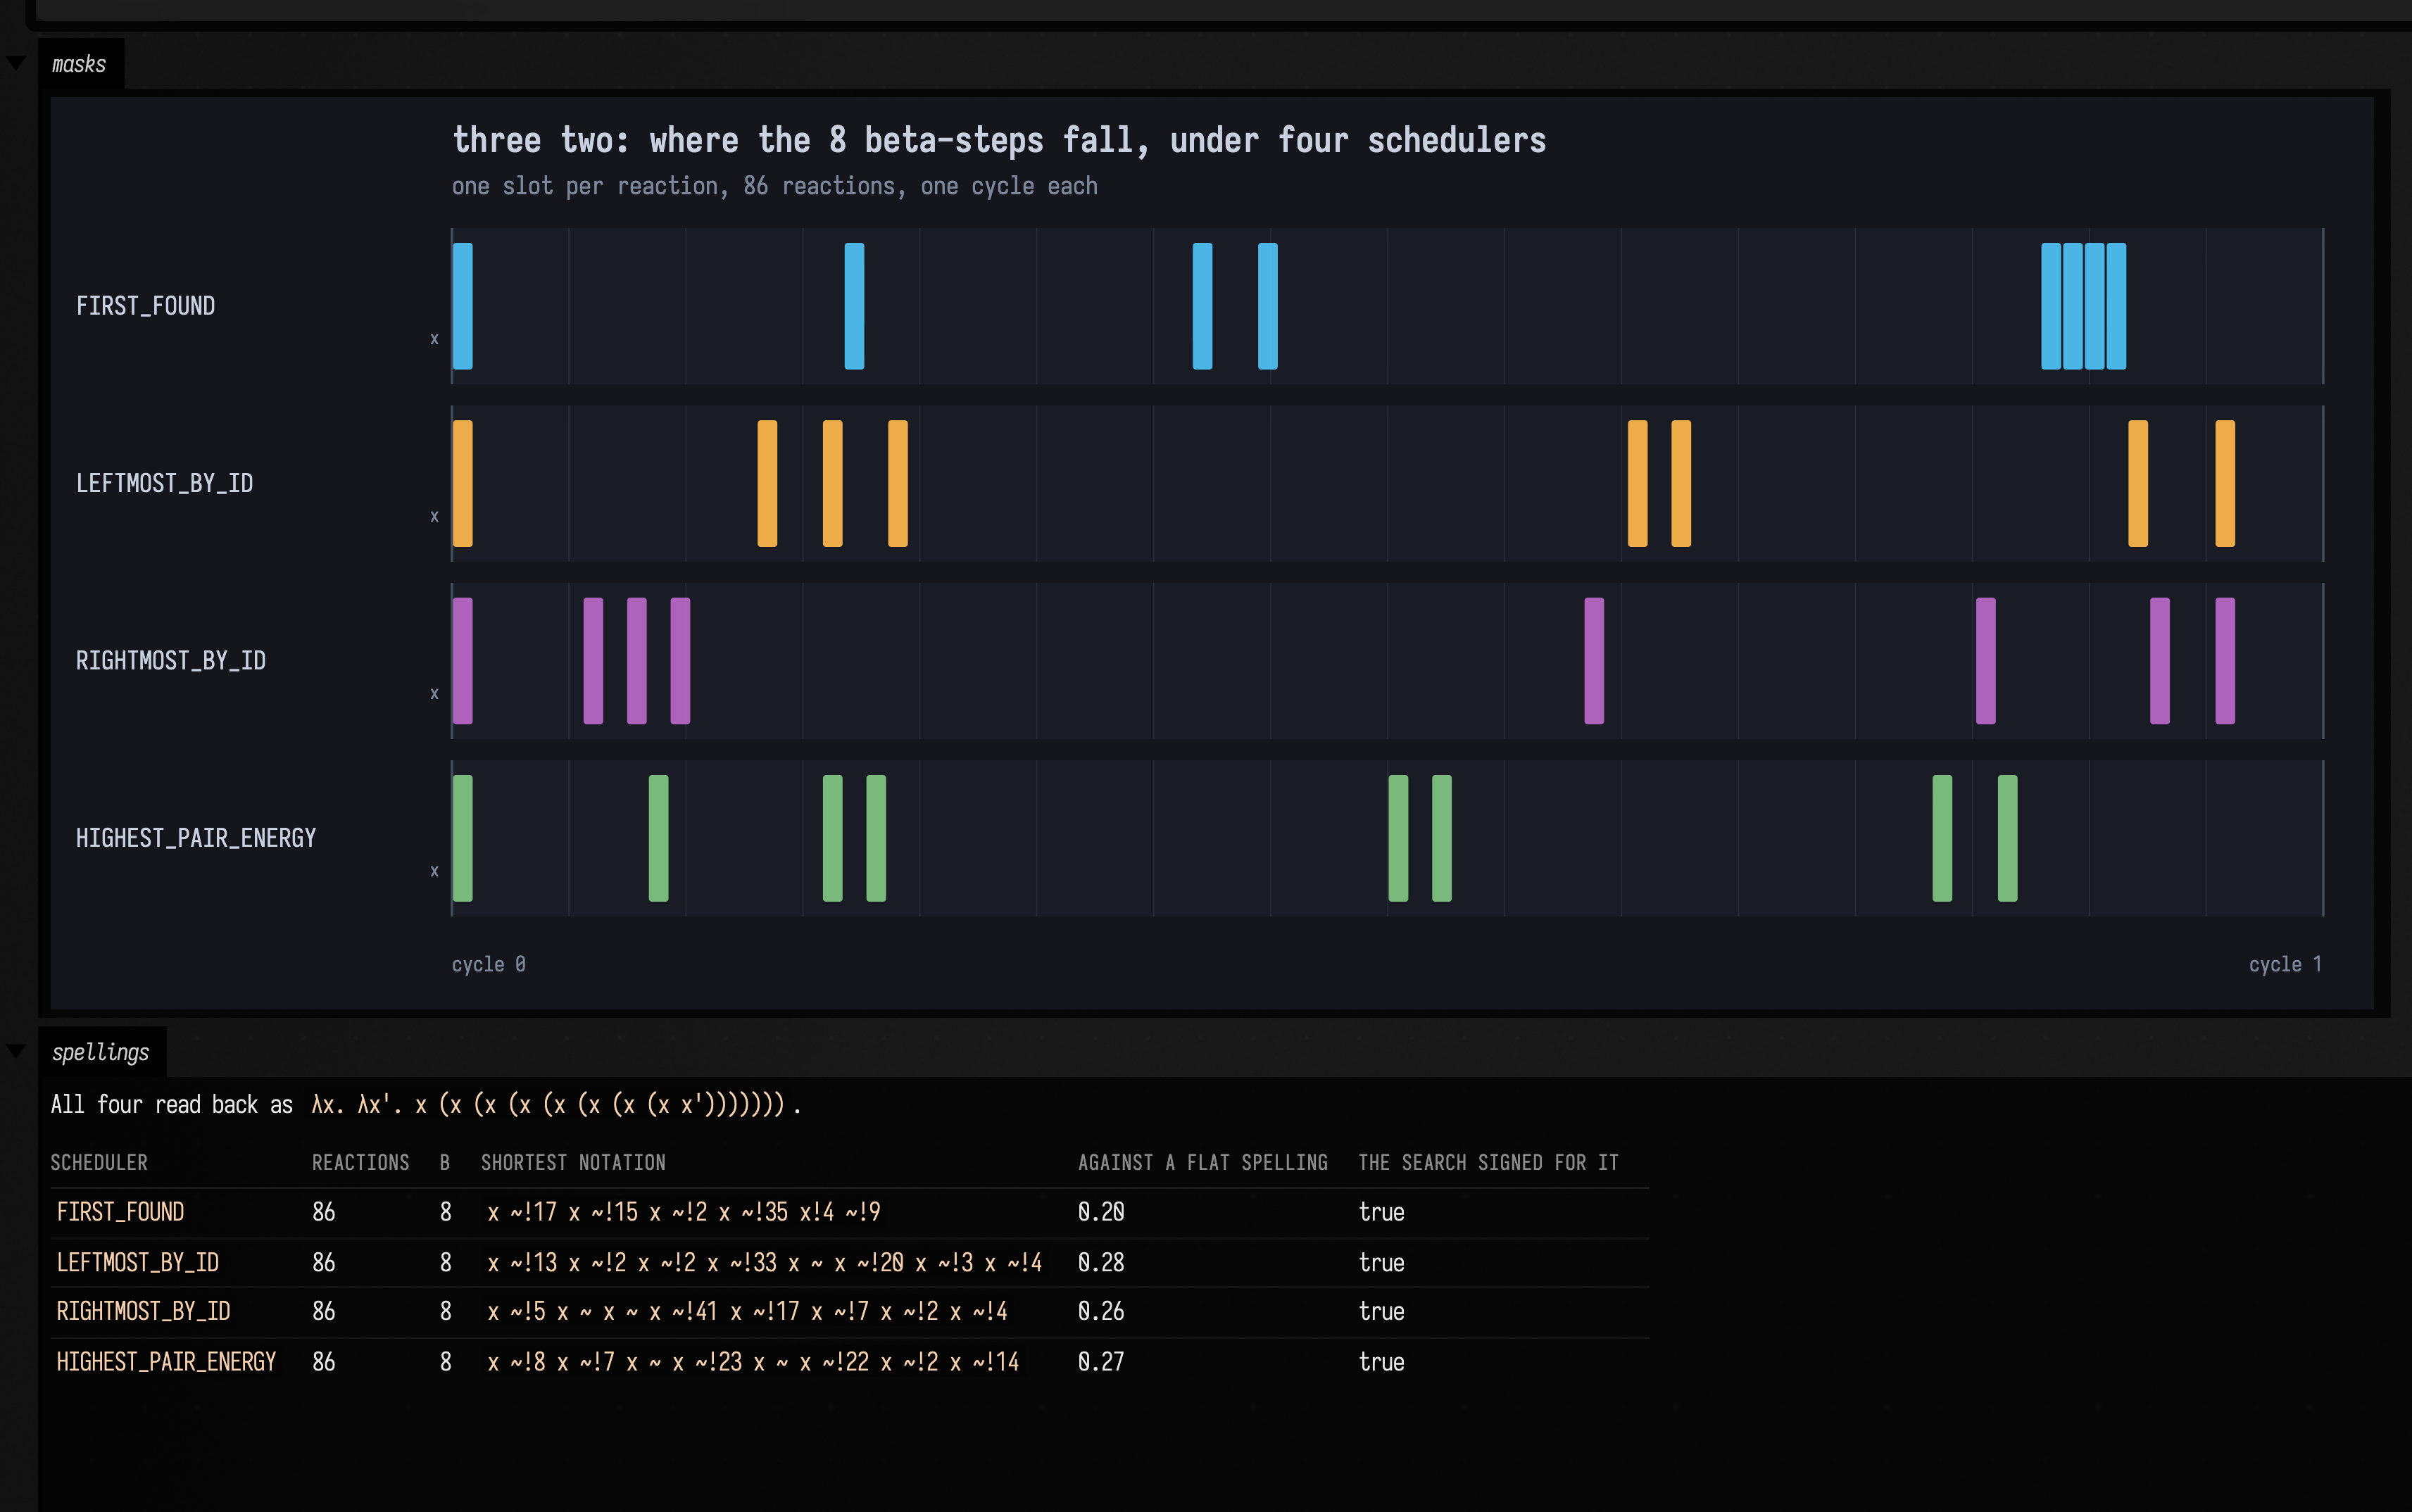 masks
three two: where the 8 beta-steps fall, under four schedulers
one slot per reaction, 86 reactions, one cycle each
FIRST_FOUND
x
LEFTMOST_BY_ID
x
RIGHTMOST_BY_ID
x
HIGHEST_PAIR_ENERGY
x
cycle 0 cycle 1
spellings
All four read back as λx. λx'. x (x (x (x (x (x (x (x x'))))))) .
SCHEDULER REACTIONS B SHORTEST NOTATION AGAINST A FLAT SPELLING THE SEARCH SIGNED FOR IT
FIRST_FOUND 86 8 x ~!17 x ~!15 x ~!2 x ~!35 x!4 ~!9 0.20 true
LEFTMOST_BY_ID 86 8 x ~!13 x ~!2 x ~!2 x ~!33 x ~ x ~!20 x ~!3 x ~!4 0.28 true
RIGHTMOST_BY_ID 86 8 x ~!5 x ~ x ~ x ~!41 x ~!17 x ~!7 x ~!2 x ~!4 0.26 true
HIGHEST_PAIR_ENERGY 86 8 x ~!8 x ~!7 x ~ x ~!23 x ~ x ~!22 x ~!2 x ~!14 0.27 true